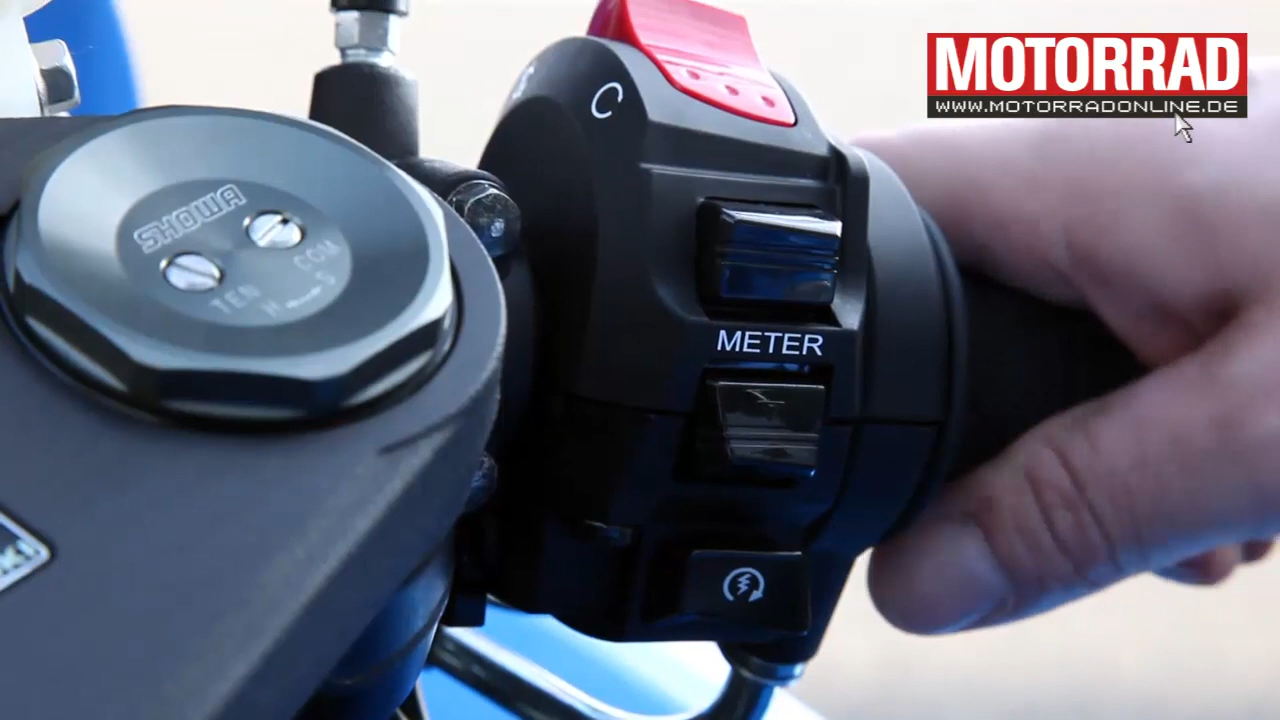 MOTORRAD
WWW.MOTORRADONLINE.DE
SHOWA
COM
TEN
H S
METER